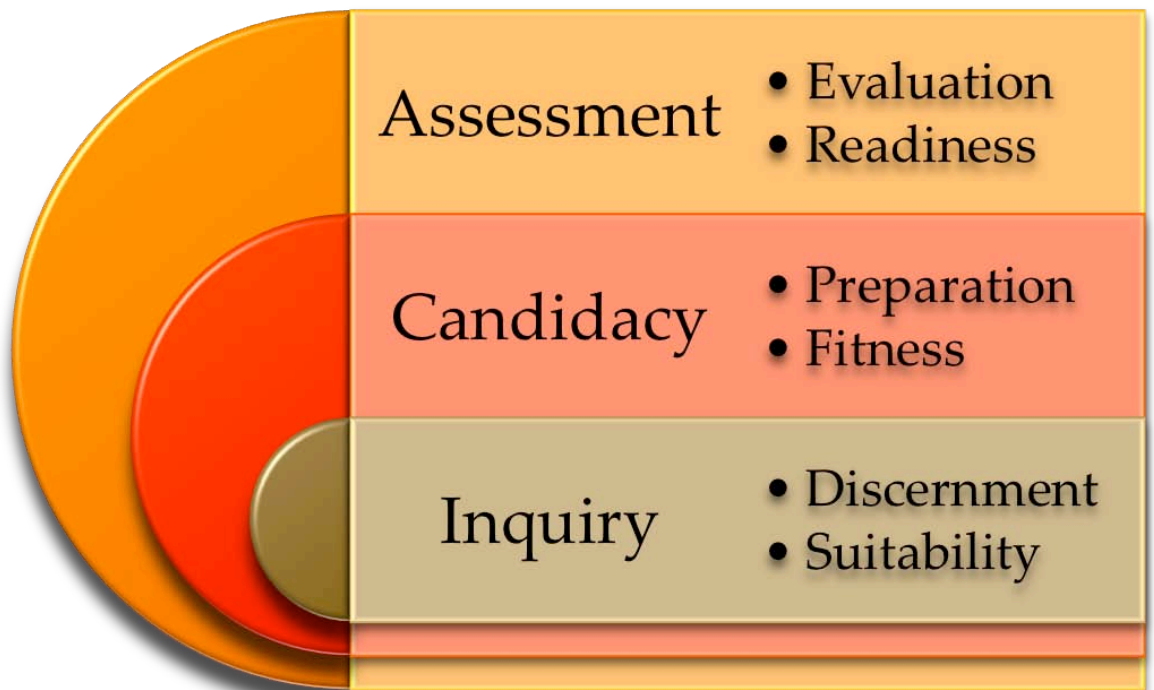 Assessment
• Evaluation
• Readiness
Candidacy
• Preparation
• Fitness
Inquiry
• Discernment
• Suitability